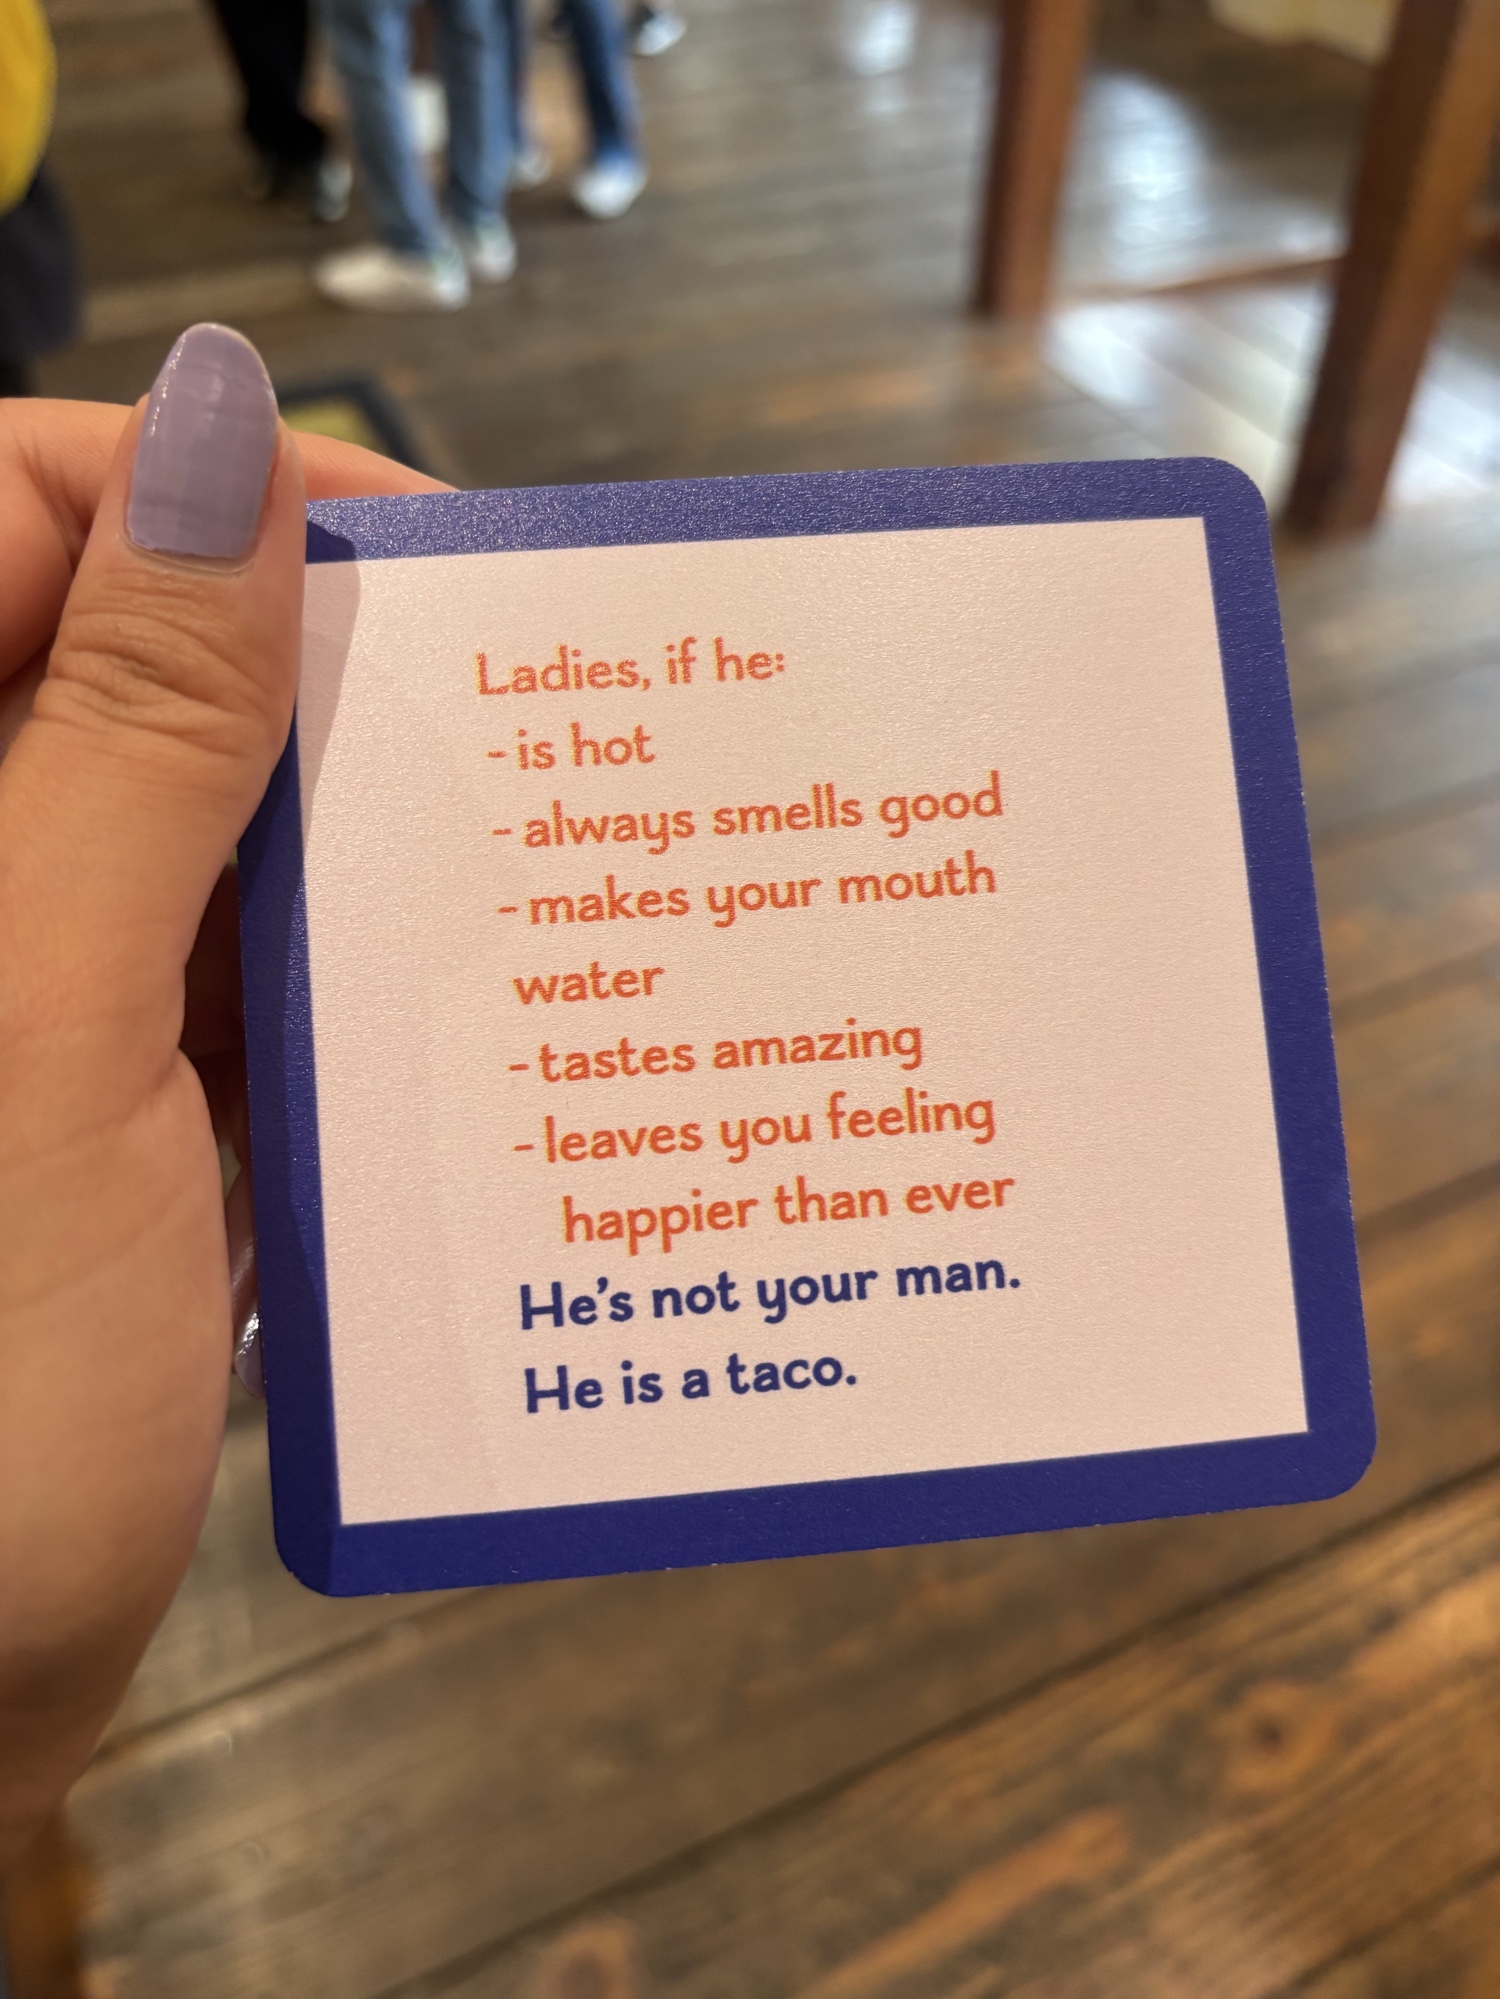 Ladies, if he:
- is hot
- always smells good
- makes your mouth
water
- tastes amazing
- leaves you feeling
happier than ever
He's not your man.
He is a taco.